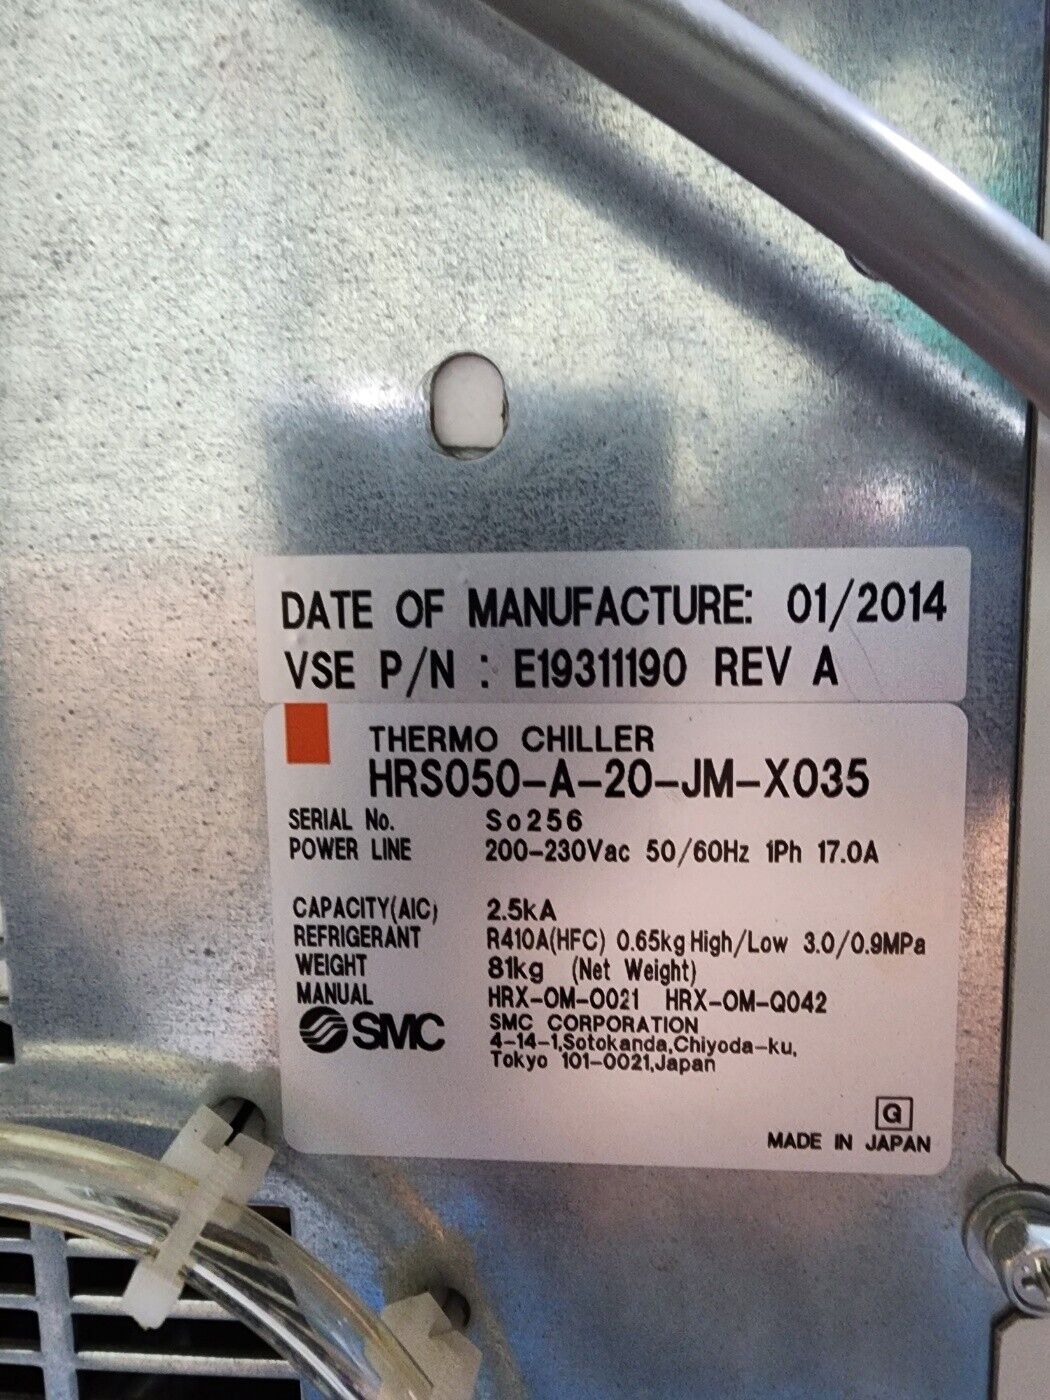 DATE OF MANUFACTURE: 01/2014
VSE P/N : E19311190 REV A
THERMO CHILLER
HRS050-A-20-JM-X035
SERIAL No. So256
POWER LINE 200-230Vac 50/60Hz 1Ph 17.0A
CAPACITY(AIC) 2.5kA
REFRIGERANT R410A(HFC) 0.65kg High/Low 3.0/0.9MPa
WEIGHT 81kg (Net Weight)
MANUAL HRX-OM-O021 HRX-OM-Q042
SMC SMC CORPORATION
4-14-1,Sotokanda,Chiyoda-ku,
Tokyo 101-0021,Japan
Q
MADE IN JAPAN